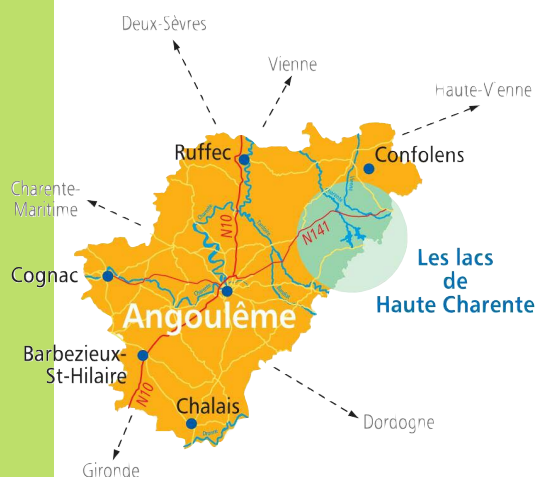 Deux-Sèvres
Vienne
Haute-Vienne
Ruffec
Confolens
Charente-
Maritime
N10
N141
Cognac
Les lacs
de
Haute Charente
Angoulême
Barbezieux-
St-Hilaire
N10
Chalais
Dordogne
Gironde